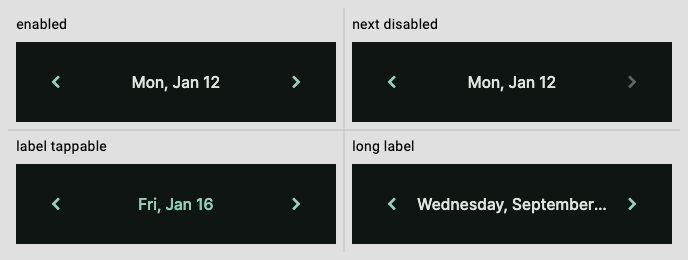 enabled
next disabled
Mon, Jan 12
Mon, Jan 12
label tappable
long label
Fri, Jan 16
Wednesday, September...